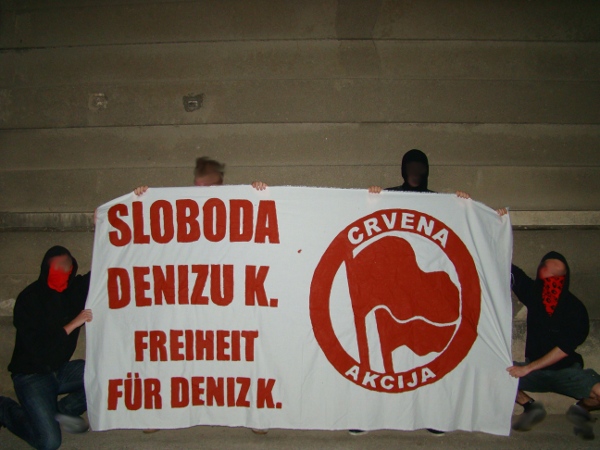 SLOBODA
DENIZU K.
FREIHEIT
FÜR DENIZ K.
CRVENA
AKCIJA